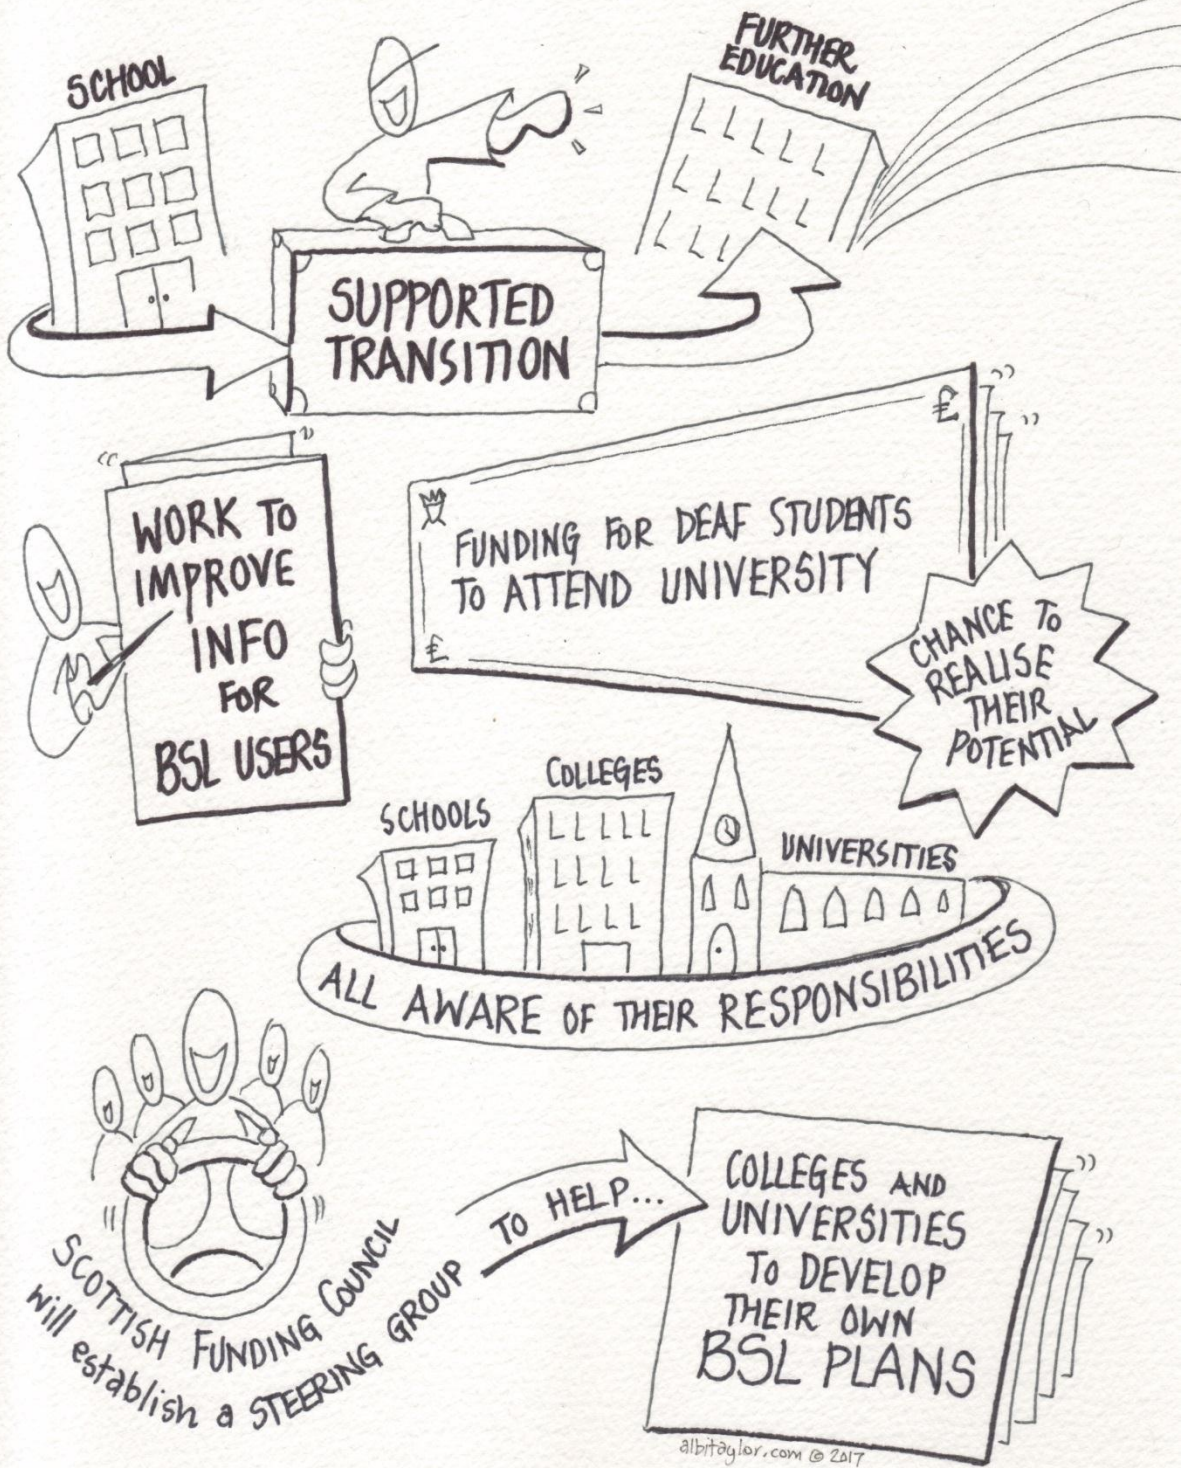 SCHOOL
FURTHER
EDUCATION
SUPPORTED
TRANSITION
WORK TO
IMPROVE
INFO
FOR
BSL USERS
£
FUNDING FOR DEAF STUDENTS
TO ATTEND UNIVERSITY
£
CHANCE TO
REALISE
THEIR
POTENTIAL
SCHOOLS
COLLEGES
UNIVERSITIES
ALL AWARE OF THEIR RESPONSIBILITIES
SCOTTISH FUNDING COUNCIL
will establish a STEERING GROUP
TO HELP...
COLLEGES AND
UNIVERSITIES
TO DEVELOP
THEIR OWN
BSL PLANS
albitaylor.com © 2017